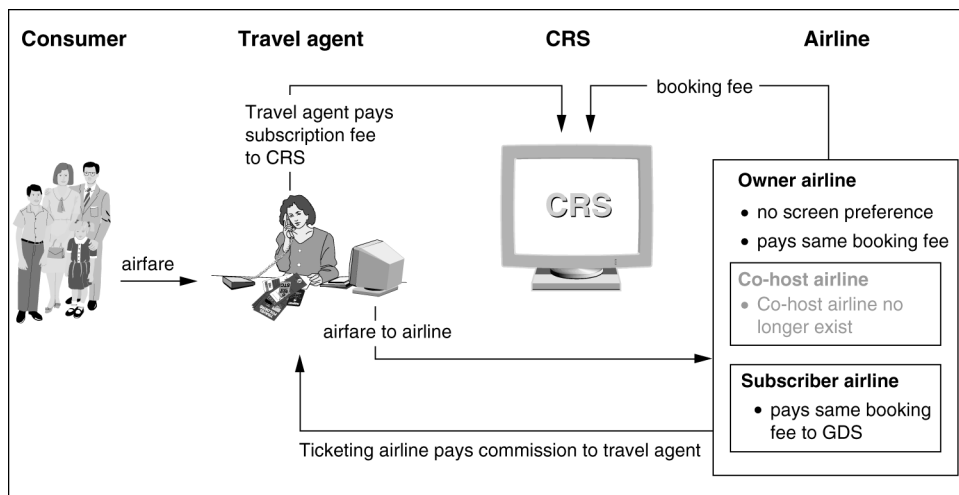 Consumer
Travel agent
CRS
Airline
booking fee
Travel agent pays
subscription fee
to CRS
CRS
Owner airline
• no screen preference
• pays same booking fee
Co-host airline
• Co-host airline no
longer exist
airfare
airfare to airline
Subscriber airline
• pays same booking
fee to GDS
Ticketing airline pays commission to travel agent